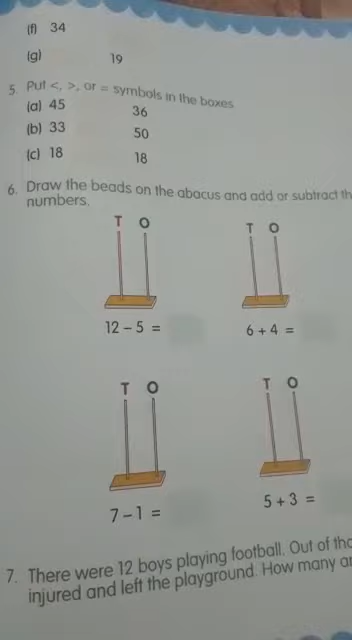 (f) 34
(g) 19
5. Put <, >, or = symbols in the boxes
(a) 45 36
(b) 33 50
(c) 18 18
6. Draw the beads on the abacus and add or subtract
numbers.
T O T O
12 – 5 = 6 + 4 =
T O T O
7 – 1 = 5 + 3 =
7. There were 12 boys playing football. Out of
injured and left the playground. How many